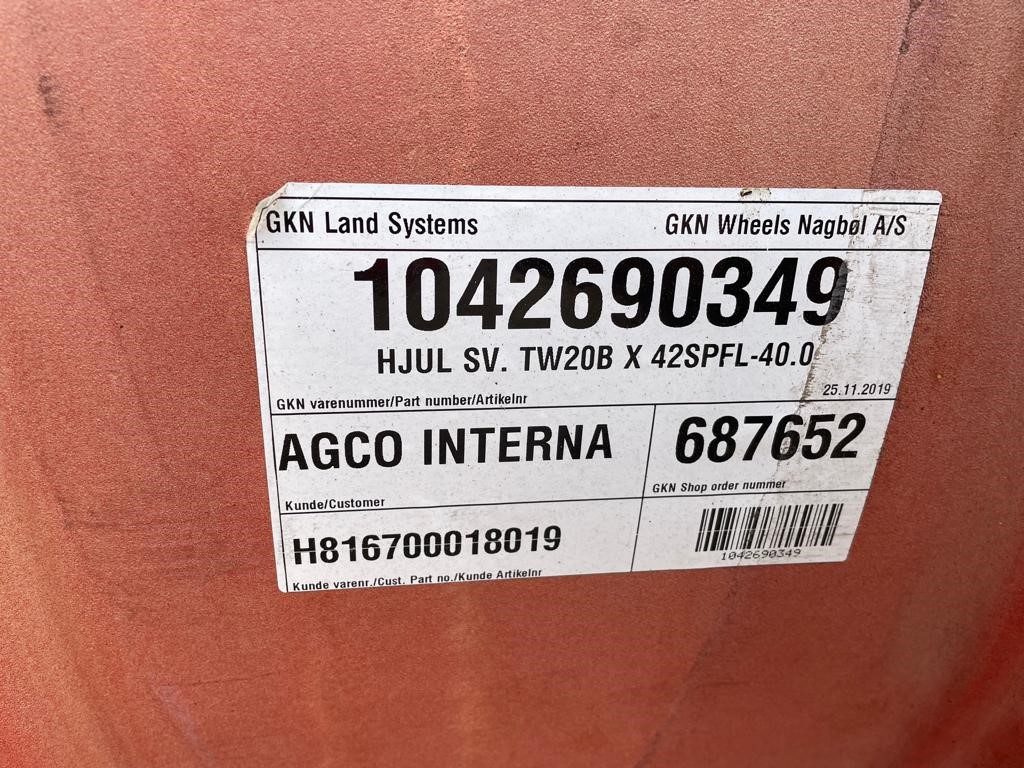 GKN Land Systems GKN Wheels Nagbøl A/S
1042690349
HJUL SV. TW20B X 42SPFL-40.0
25.11.2019
GKN varenummer/Part number/Artikelnr
AGCO INTERNA 687652
GKN Shop order nummer
Kunde/Customer
H816700018019
1042690349
Kunde varenr./Cust. Part no./Kunde Artikelnr